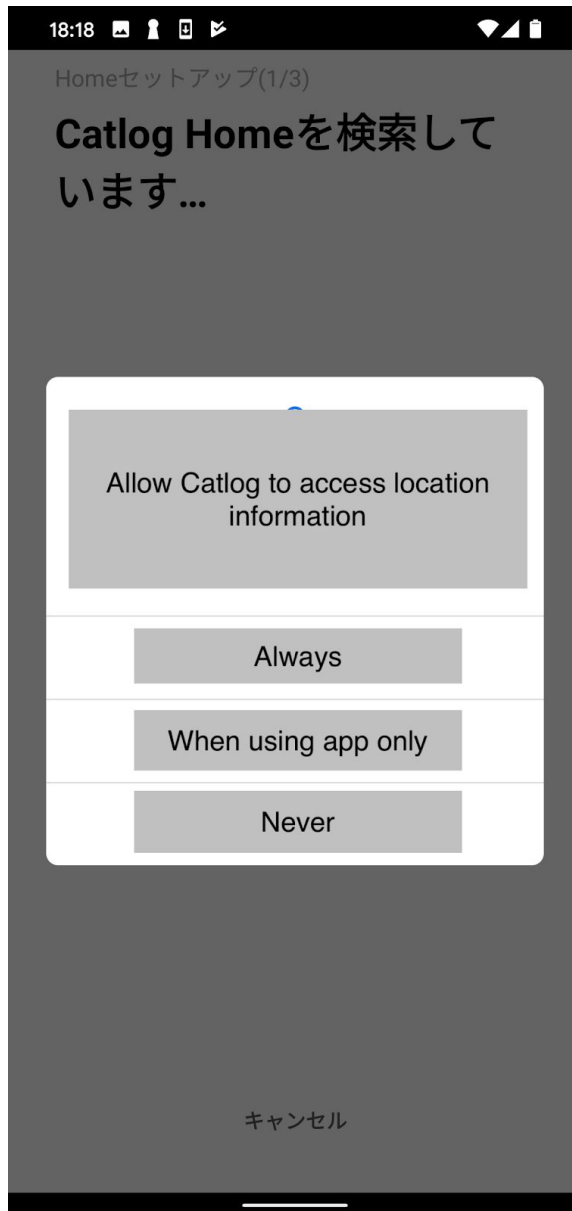 18:18
Homeセットアップ(1/3)
Catlog Homeを検索して
います...
Allow Catlog to access location
information
Always
When using app only
Never
キャンセル